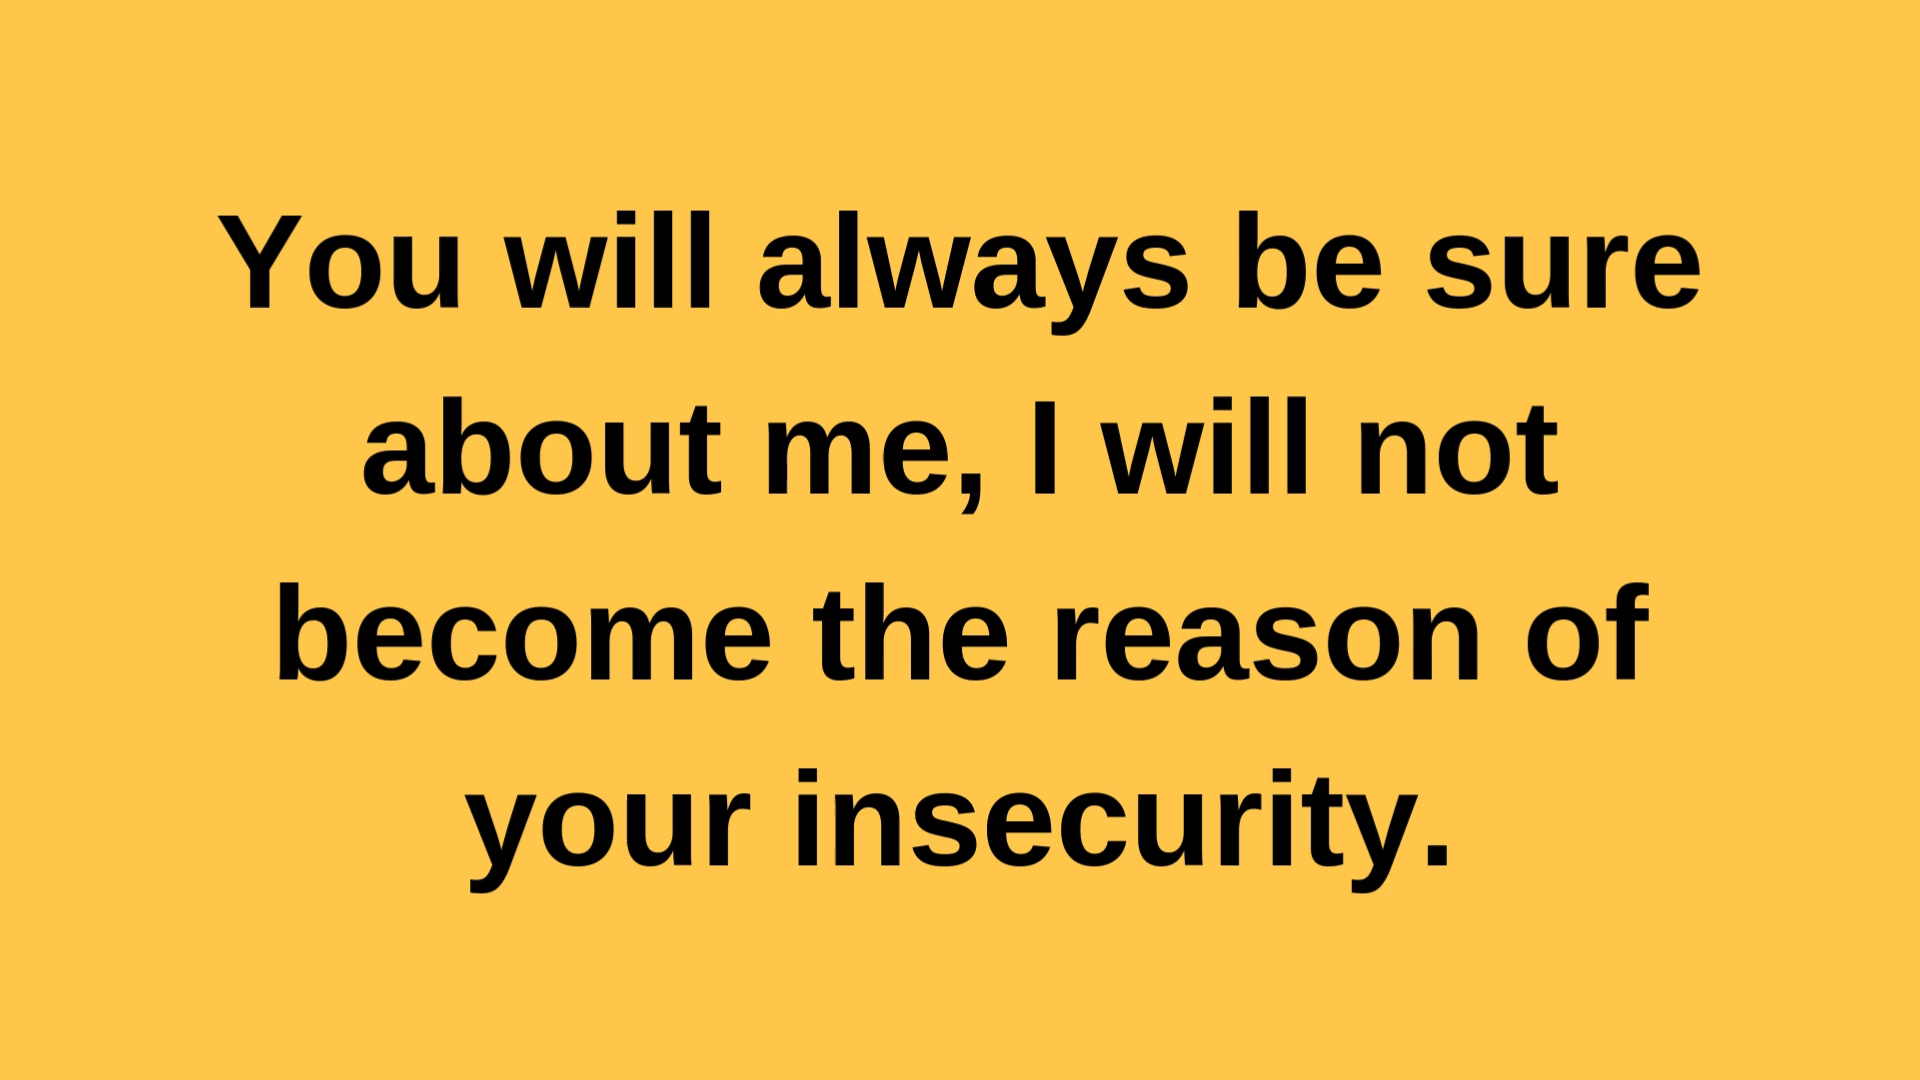 You will always be sure
about me, I will not
become the reason of
your insecurity.